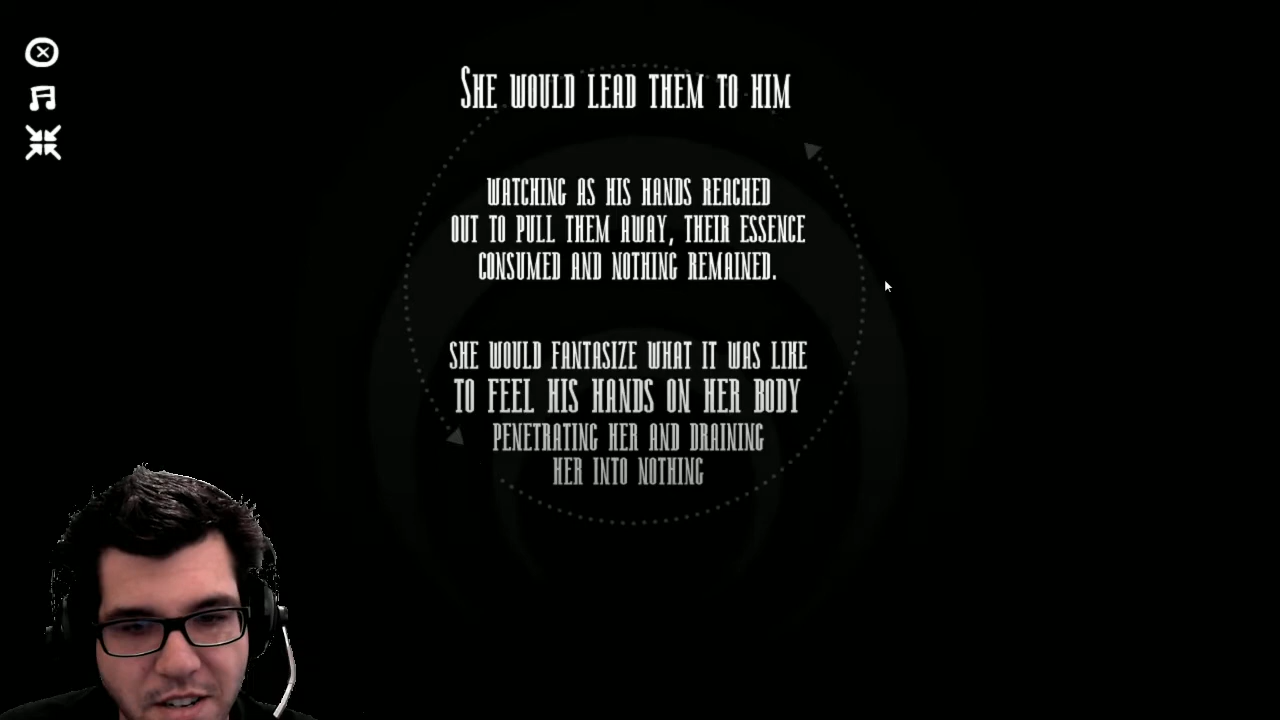 She would lead them to him
watching as his hands reached
out to pull them away, their essence
consumed and nothing remained.
she would fantasize what it was like
to feel his hands on her body
penetrating her and draining
her into nothing